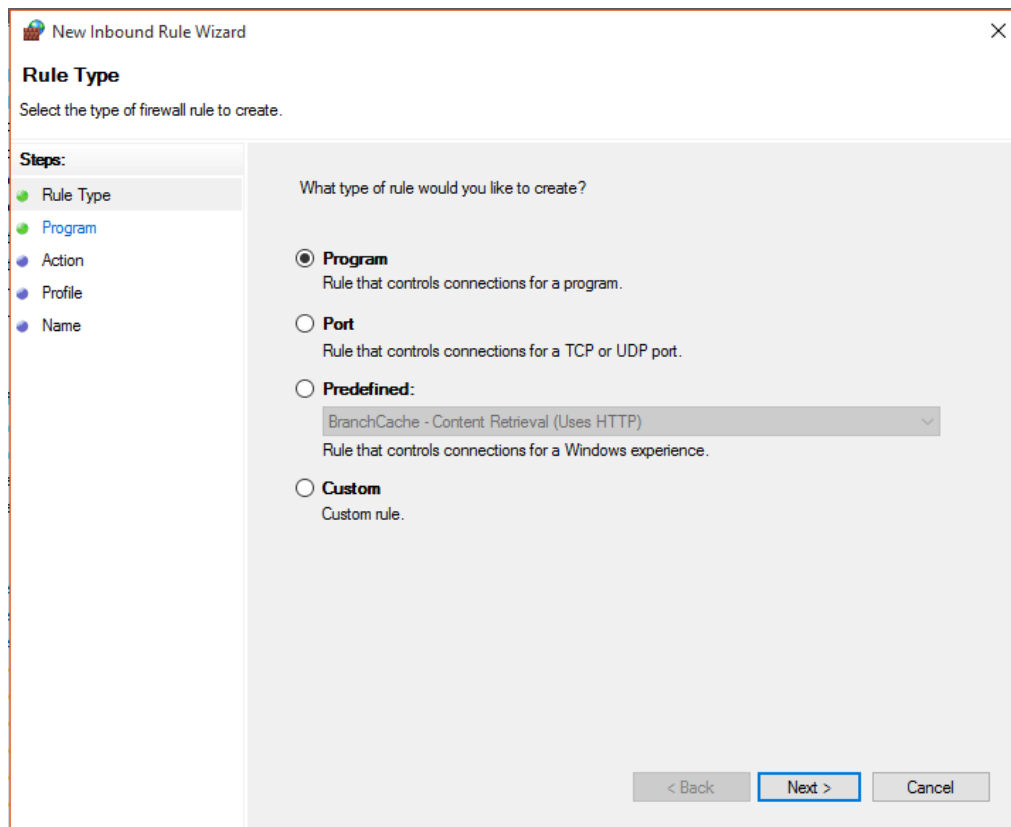 New Inbound Rule Wizard
Rule Type
Select the type of firewall rule to create.
Steps:
Rule Type
Program
Action
Profile
Name
What type of rule would you like to create?
Program
Rule that controls connections for a program.
Port
Rule that controls connections for a TCP or UDP port.
Predefined:
BranchCache - Content Retrieval (Uses HTTP)
Rule that controls connections for a Windows experience.
Custom
Custom rule.
< Back Next > Cancel